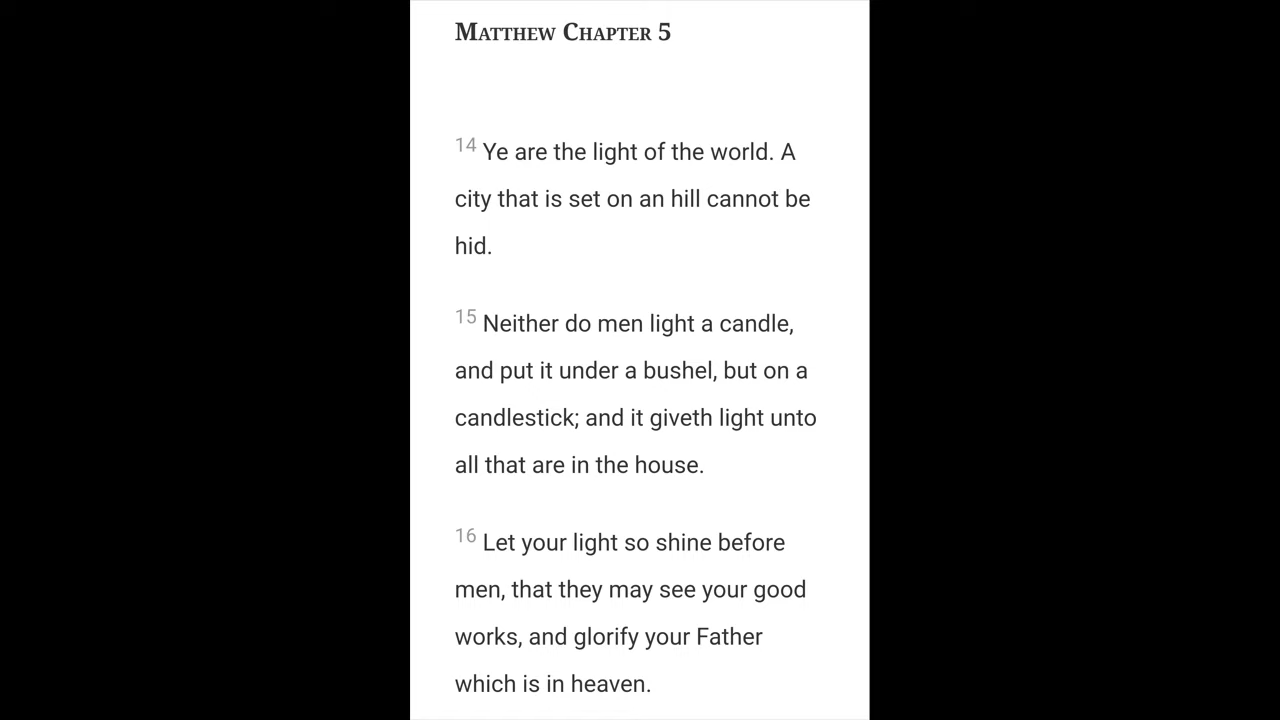 Matthew Chapter 5
14 Ye are the light of the world. A
city that is set on an hill cannot be
hid.
15 Neither do men light a candle,
and put it under a bushel, but on a
candlestick; and it giveth light unto
all that are in the house.
16 Let your light so shine before
men, that they may see your good
works, and glorify your Father
which is in heaven.